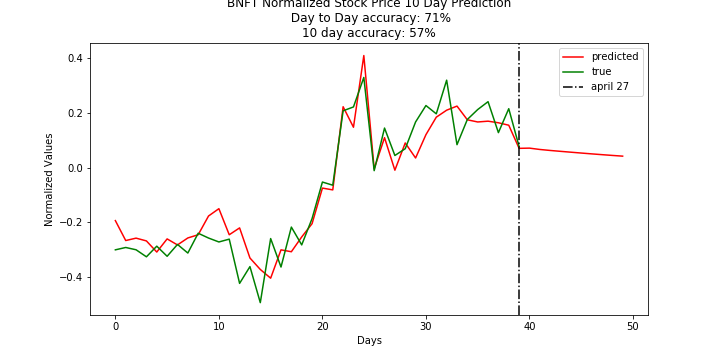 BNFT Normalized Stock Price 10 Day Prediction
Day to Day accuracy: 71%
10 day accuracy: 57%
predicted
true
april 27
0.4
0.2
0.0
−0.2
−0.4
Normalized Values
0
10
20
30
40
50
Days